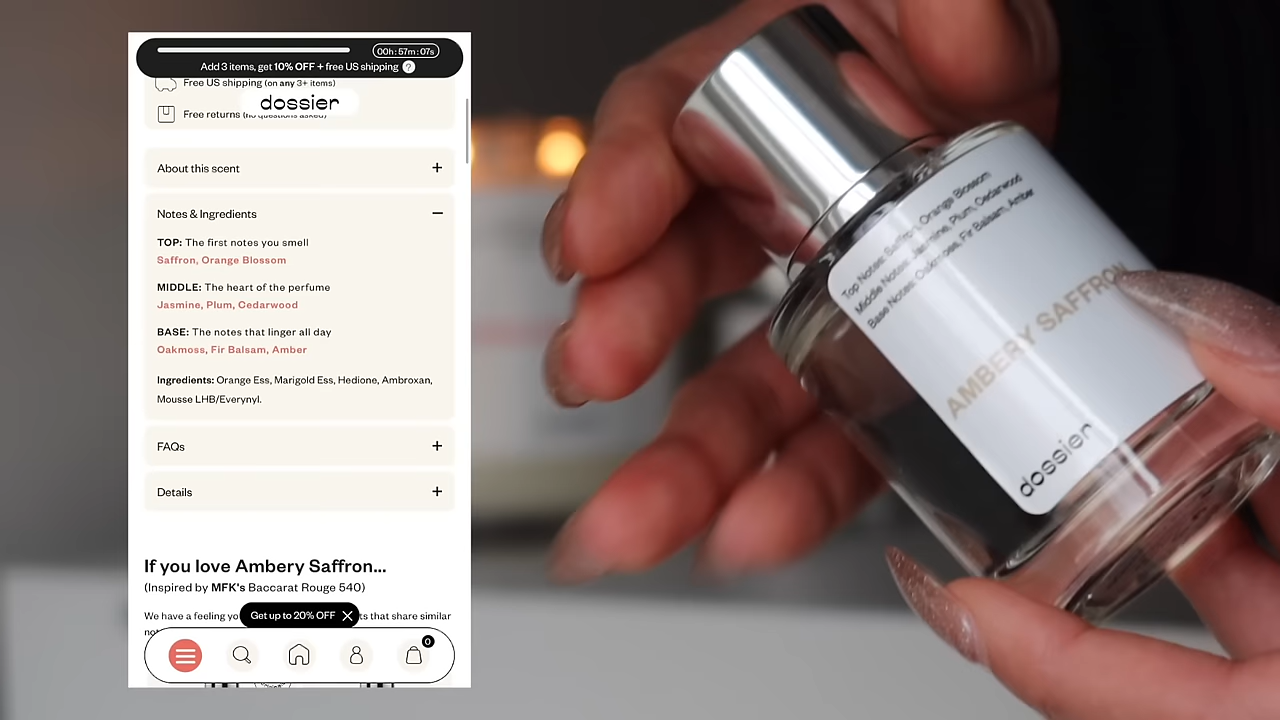 00h: 57m: 07s
Add 3 items, get 10% OFF + free US shipping ?
Free US shipping (on any 3+ items)
dossier
Free returns (no questions asked)
About this scent
Notes & Ingredients
TOP: The first notes you smell
Saffron, Orange Blossom
MIDDLE: The heart of the perfume
Jasmine, Plum, Cedarwood
BASE: The notes that linger all day
Oakmoss, Fir Balsam, Amber
Ingredients: Orange Ess, Marigold Ess, Hedione, Ambroxan,
Mousse LHB/Everynyl.
FAQs
Details
If you love Ambery Saffron...
(Inspired by MFK's Baccarat Rouge 540)
We have a feeling
that share similar
Get up to 20% OFF
0
Top Notes: Saffron, Orange Blossom
Middle Notes: Jasmine, Plum, Cedarwood
Base Notes: Oakmoss, Fir Balsam, Amber
AMBERY SAFFRON
dossier